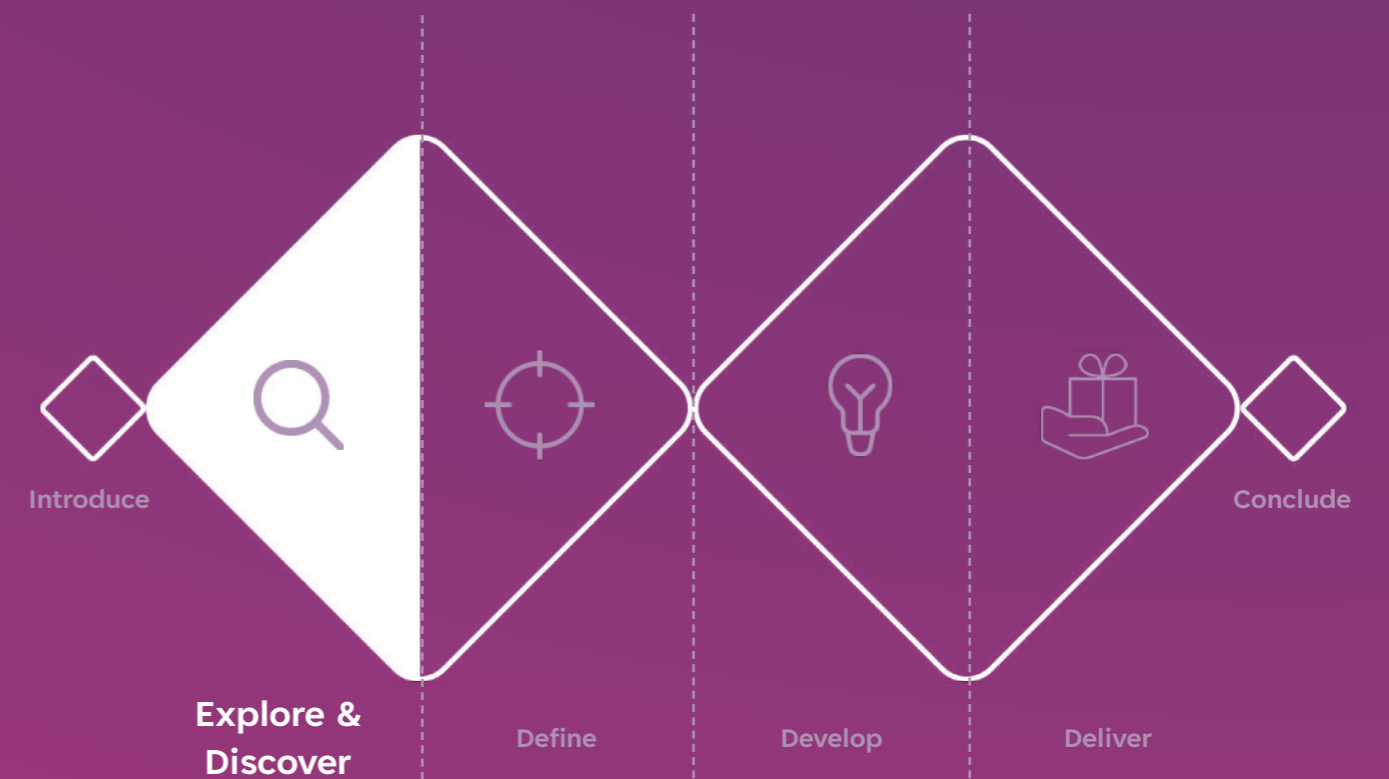 Introduce
Conclude
Explore &
Discover
Define
Develop
Deliver